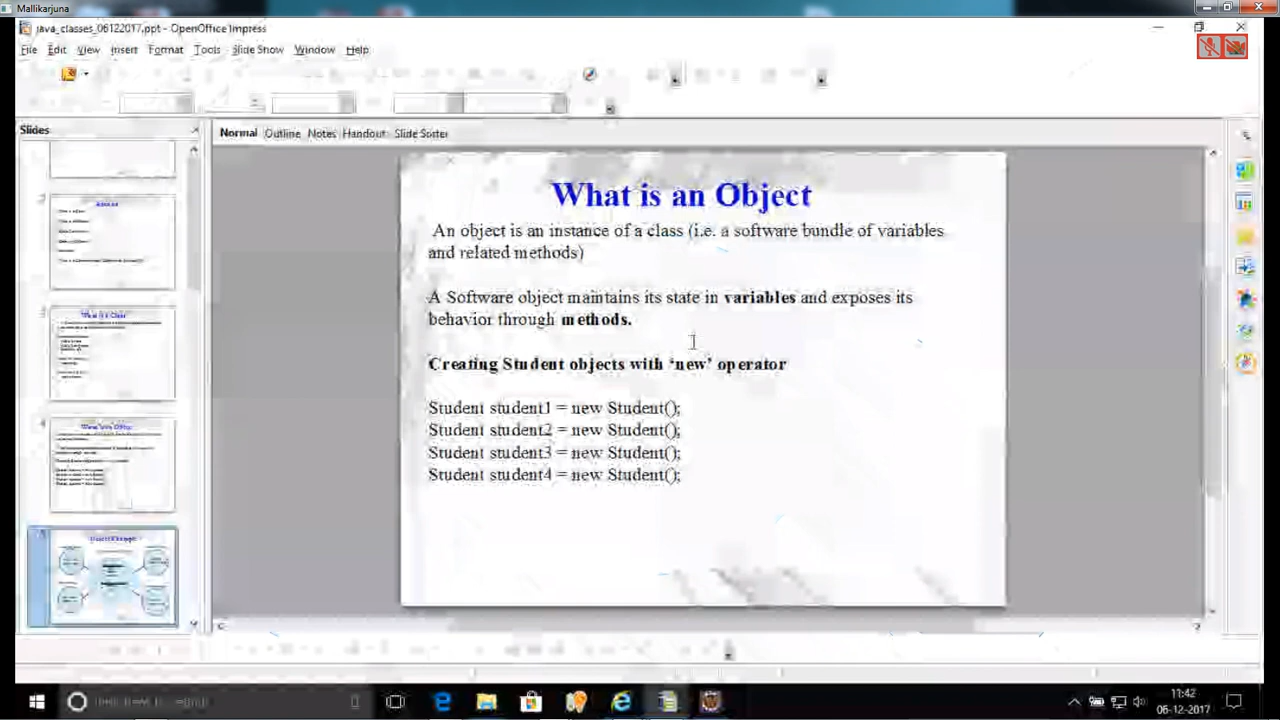 Mallikarjuna
java_classes_06122017.ppt - OpenOffice Impress
File Edit View Insert Format Tools Slide Show Window Help
Slides
Normal Outline Notes Handout Slide Sorter
What is an Object
An object is an instance of a class (i.e. a software bundle of variables
and related methods)
A Software object maintains its state in variables and exposes its
behavior through methods.
Creating Student objects with ‘new’ operator
Student student1 = new Student();
Student student2 = new Student();
Student student3 = new Student();
Student student4 = new Student();
11:42
06-12-2017